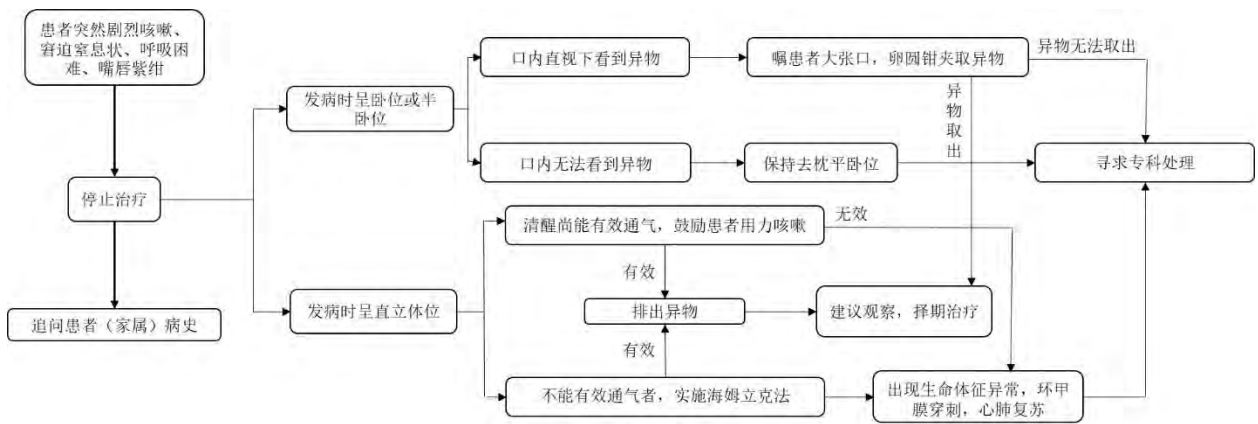 患者突然剧烈咳嗽、
窘迫窒息状、呼吸困
难、嘴唇紫绀
停止治疗
追问患者（家属）病史
发病时呈卧位或半
卧位
口内直视下看到异物
嘱患者大张口，卵圆钳夹取异物
异物无法取出
异
物
取
出
口内无法看到异物
保持去枕平卧位
寻求专科处理
发病时呈直立体位
清醒尚能有效通气，鼓励患者用力咳嗽
无效
有效
排出异物
建议观察，择期治疗
有效
不能有效通气者，实施海姆立克法
出现生命体征异常，环甲
膜穿刺，心肺复苏